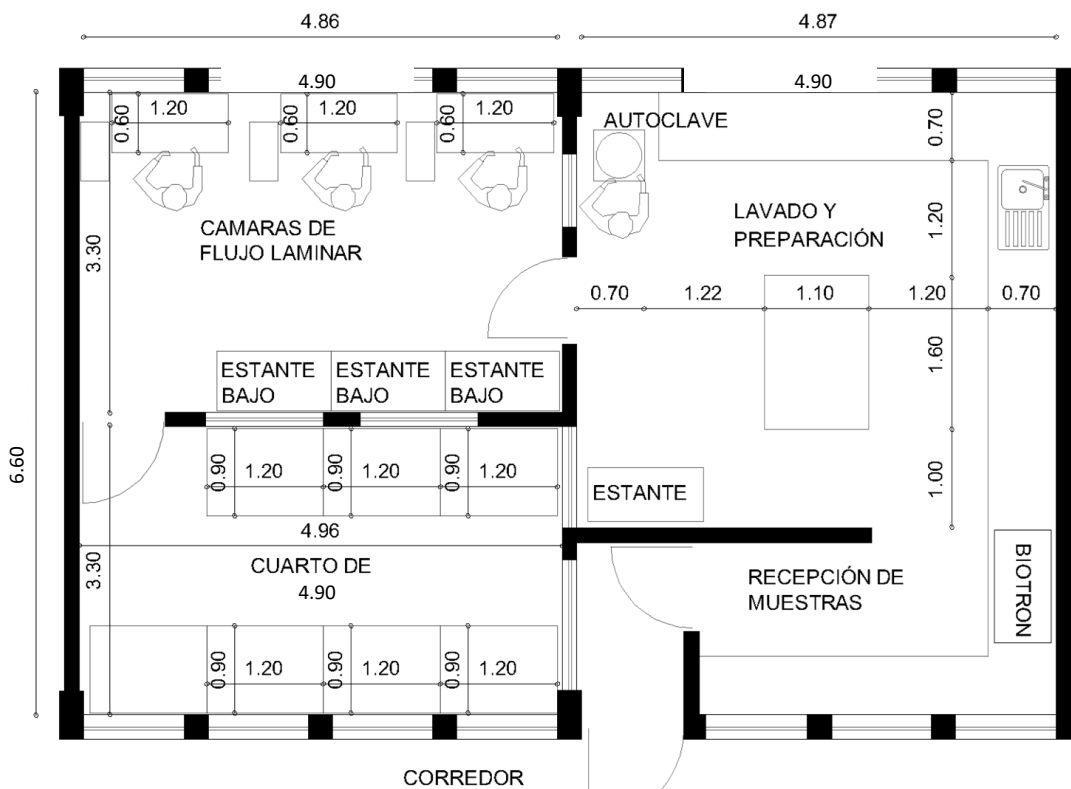 4.86
4.87
4.90
4.90
0.60
1.20
0.60
1.20
0.60
1.20
AUTOCLAVE
0.70
CAMARAS DE
FLUJO LAMINAR
LAVADO Y
PREPARACIÓN
1.20
3.30
0.70
1.22
1.10
1.20
0.70
ESTANTE
BAJO
ESTANTE
BAJO
ESTANTE
BAJO
1.60
6.60
0.90
1.20
0.90
1.20
0.90
1.20
1.00
ESTANTE
4.96
3.30
CUARTO DE
4.90
RECEPCIÓN DE
MUESTRAS
BIOTRON
0.90
1.20
0.90
1.20
0.90
1.20
CORREDOR